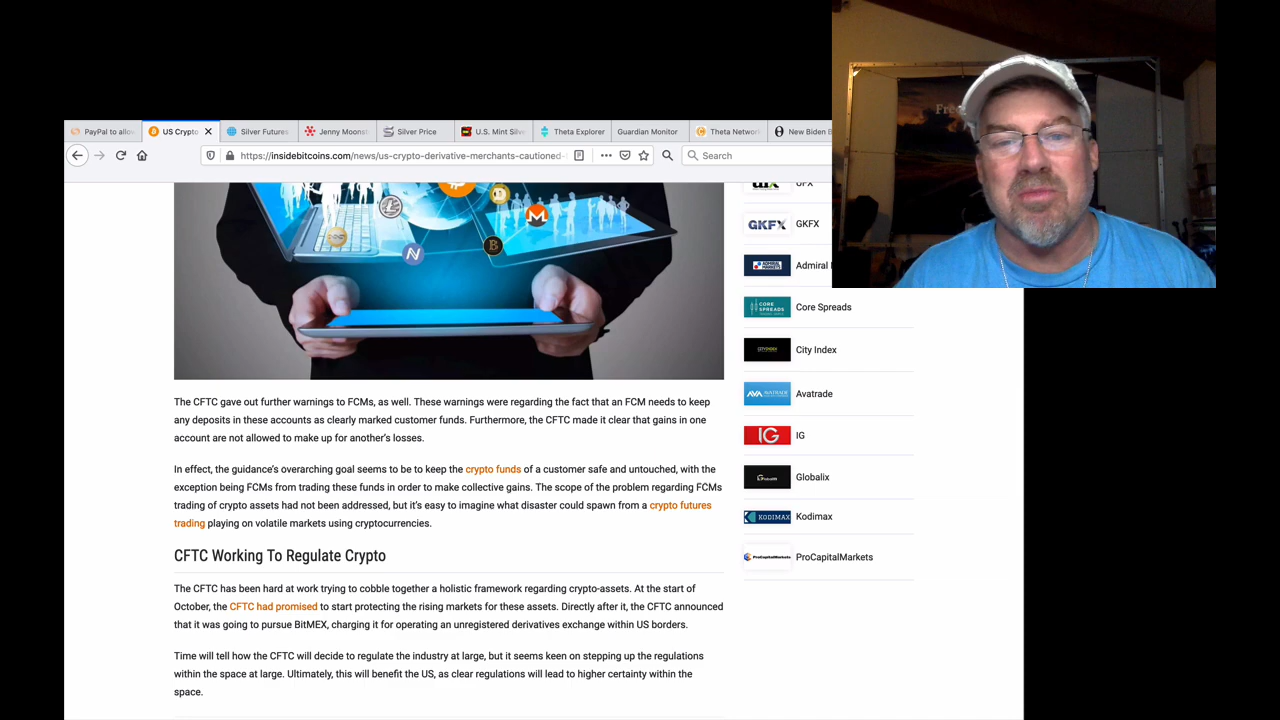 PayPal to allo
US Crypto
Silver Futures
Jenny Moonst
Silver Price
U.S. Mint Silv
Theta Explorer
Guardian Monitor
Theta Network
New Biden B
https://insidebitcoins.com/news/us-crypto-derivative-merchants-cautioned-
Search
Fre
UFX
GKFX GKFX
ADMIRAL MARKETS Admiral
CORE SPREADS Core Spreads
City Index
AVA AVATRADE Avatrade
IG IG
Globalix
KODIMAX Kodimax
ProCapitalMarkets ProCapitalMarkets
The CFTC gave out further warnings to FCMs, as well. These warnings were regarding the fact that an FCM needs to keep
any deposits in these accounts as clearly marked customer funds. Furthermore, the CFTC made it clear that gains in one
account are not allowed to make up for another's losses.
In effect, the guidance's overarching goal seems to be to keep the crypto funds of a customer safe and untouched, with the
exception being FCMs from trading these funds in order to make collective gains. The scope of the problem regarding FCMs
trading of crypto assets had not been addressed, but it's easy to imagine what disaster could spawn from a crypto futures
trading playing on volatile markets using cryptocurrencies.
CFTC Working To Regulate Crypto
The CFTC has been hard at work trying to cobble together a holistic framework regarding crypto-assets. At the start of
October, the CFTC had promised to start protecting the rising markets for these assets. Directly after it, the CFTC announced
that it was going to pursue BitMEX, charging it for operating an unregistered derivatives exchange within US borders.
Time will tell how the CFTC will decide to regulate the industry at large, but it seems keen on stepping up the regulations
within the space at large. Ultimately, this will benefit the US, as clear regulations will lead to higher certainty within the
space.